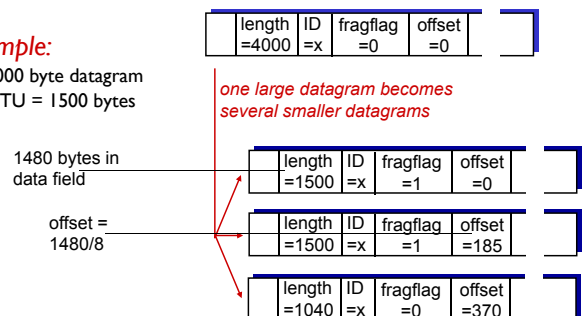 length ID fragflag offset
=4000 =x =0 =0
mple:
000 byte datagram
TU = 1500 bytes
one large datagram becomes
several smaller datagrams
1480 bytes in
data field
length ID fragflag offset
=1500 =x =1 =0
offset =
1480/8
length ID fragflag offset
=1500 =x =1 =185
length ID fragflag offset
=1040 =x =0 =370